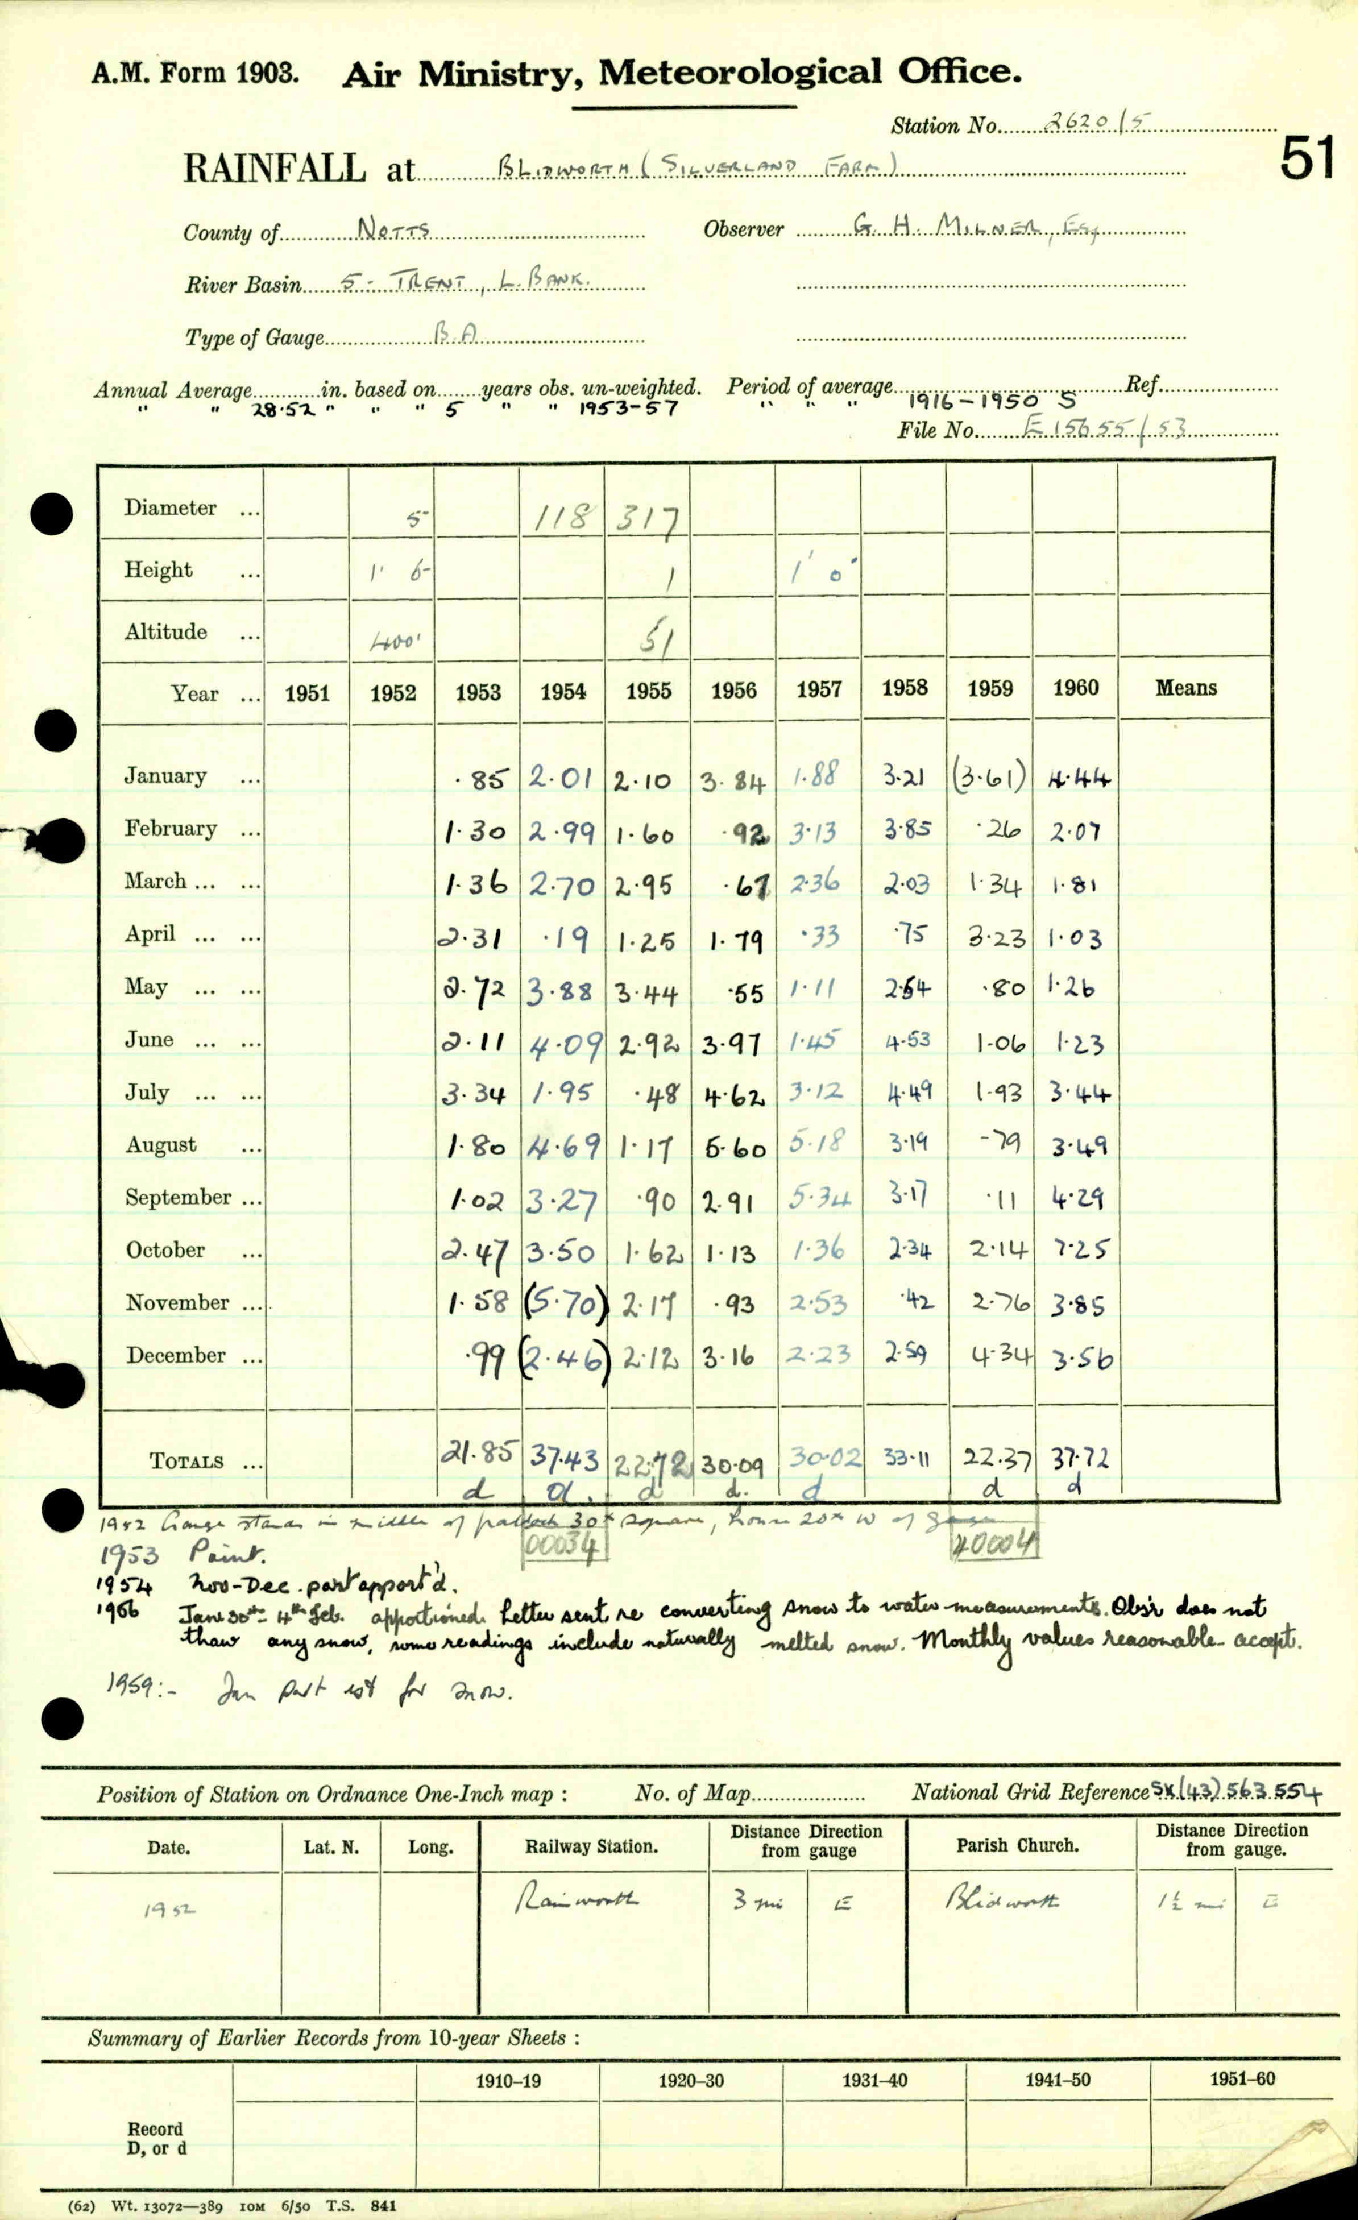 A.M. Form 1903. Air Ministry, Meteorological Office.
Station No. 2620/5
51
RAINFALL at BLIDWORTH (SILVERLAND FARM)
County of NOTTS Observer G. H. MILNER, ESQ
River Basin 5 - TRENT, L. BANK.
Type of Gauge B.A
Annual Average in. based on years obs. un-weighted. Period of average Ref.
" " 28.52 " " " 5 " " 1953-57 " " " 1916-1950 S
File No. E 15655/53
Diameter ... 5 118 317
Height ... 1' 6 1 1' 0"
Altitude ... 400' 51
Year ... 1951 1952 1953 1954 1955 1956 1957 1958 1959 1960 Means
January ... .85 2.01 2.10 3.84 1.88 3.21 (3.61) 4.44
February ... 1.30 2.99 1.60 .92 3.13 3.85 .26 2.07
March ... ... 1.36 2.70 2.95 .67 2.36 2.03 1.34 1.81
April ... ... 2.31 .19 1.25 1.79 .33 .75 3.23 1.03
May ... ... 2.72 3.88 3.44 .55 1.11 2.54 .80 1.26
June ... ... 2.11 4.09 2.92 3.97 1.45 4.53 1.06 1.23
July ... ... 3.34 1.95 .48 4.62 3.12 4.49 1.93 3.44
August ... 1.80 4.69 1.17 5.60 5.18 3.19 .79 3.49
September ... 1.02 3.27 .90 2.91 5.34 3.17 .11 4.29
October ... 2.47 3.50 1.62 1.13 1.36 2.34 2.14 7.25
November ... 1.58 (5.70) 2.17 .93 2.53 .42 2.76 3.85
December ... .99 (2.46) 2.12 3.16 2.23 2.59 4.34 3.56
TOTALS ... 21.85 37.43 22.72 30.09 30.02 33.11 22.37 37.72
d d. d d. d d d
1952 Gauge stands in middle of paddock 30x square, house 20x W of gauge
00034 40004
1953 Paint.
1954 Nov-Dec. part apport'd.
1956 Jan 30th - 4th Feb. apportioned. Letter sent re converting snow to water measurements. Obs'r does not
thaw any snow, some readings include naturally melted snow. Monthly values reasonable - accept.
1959:- Jan part est for snow.
Position of Station on Ordnance One-Inch map : No. of Map National Grid Reference SK (43) 563 554
Date. Lat. N. Long. Railway Station. Distance Direction from gauge Parish Church. Distance Direction from gauge.
1952 Rainworth 3 mi E Blidworth 1½ mi E
Summary of Earlier Records from 10-year Sheets :
1910–19 1920–30 1931–40 1941–50 1951–60
Record
D, or d
(62) Wt. 13072—389 10M 6/50 T.S. 841